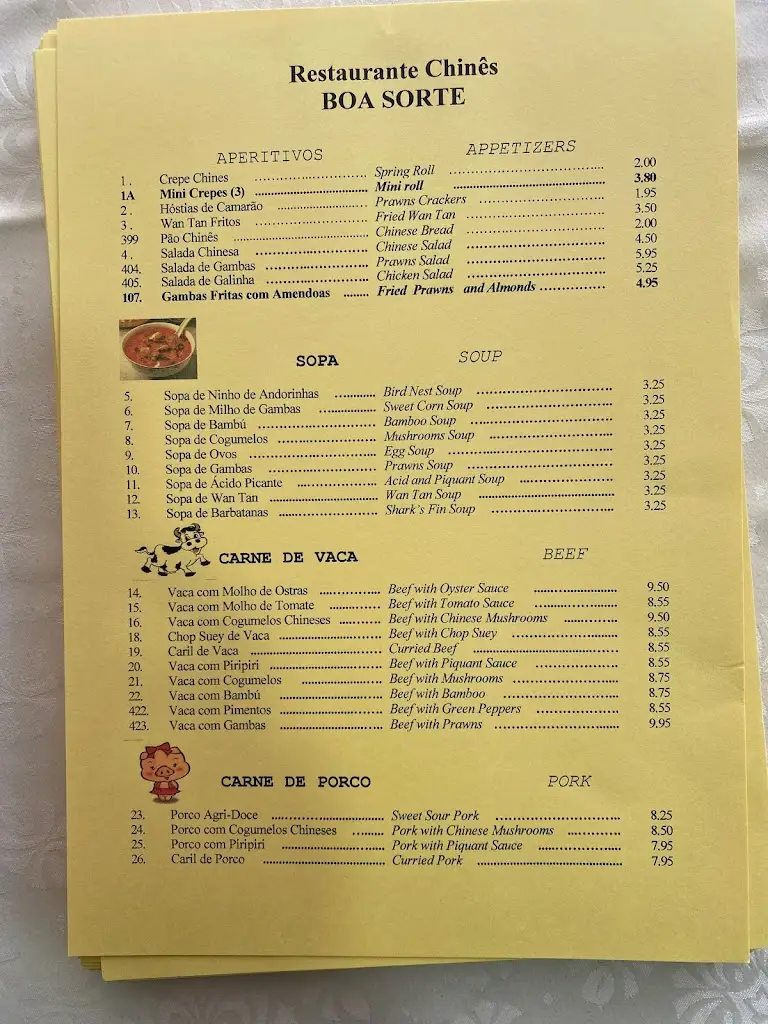 Restaurante Chinês
BOA SORTE
APERITIVOS APPETIZERS
1. Crepe Chines ................ Spring Roll ................ 2.00
1A Mini Crepes (3) ................ Mini roll ................ 3.80
2. Hóstias de Camarão ................ Prawns Crackers ................ 1.95
3. Wan Tan Fritos ................ Fried Wan Tan ................ 3.50
399 Pão Chinês ................ Chinese Bread ................ 2.00
4. Salada Chinesa ................ Chinese Salad ................ 4.50
404. Salada de Gambas ................ Prawns Salad ................ 5.95
405. Salada de Galinha ................ Chicken Salad ................ 5.25
107. Gambas Fritas com Amendoas ........ Fried Prawns and Almonds ................ 4.95
SOPA SOUP
5. Sopa de Ninho de Andorinhas ............ Bird Nest Soup ................ 3.25
6. Sopa de Milho de Gambas ................ Sweet Corn Soup ................ 3.25
7. Sopa de Bambú ................ Bamboo Soup ................ 3.25
8. Sopa de Cogumelos ................ Mushrooms Soup ................ 3.25
9. Sopa de Ovos ................ Egg Soup ................ 3.25
10. Sopa de Gambas ................ Prawns Soup ................ 3.25
11. Sopa de Ácido Picante ................ Acid and Piquant Soup ................ 3.25
12. Sopa de Wan Tan ................ Wan Tan Soup ................ 3.25
13. Sopa de Barbatanas ................ Shark's Fin Soup ................ 3.25
CARNE DE VACA BEEF
14. Vaca com Molho de Ostras ................ Beef with Oyster Sauce ................ 9.50
15. Vaca com Molho de Tomate ................ Beef with Tomato Sauce ................ 8.55
16. Vaca com Cogumelos Chineses ............ Beef with Chinese Mushrooms ................ 9.50
18. Chop Suey de Vaca ................ Beef with Chop Suey ................ 8.55
19. Caril de Vaca ................ Curried Beef ................ 8.55
20. Vaca com Piripiri ................ Beef with Piquant Sauce ................ 8.55
21. Vaca com Cogumelos ................ Beef with Mushrooms ................ 8.75
22. Vaca com Bambú ................ Beef with Bamboo ................ 8.75
422. Vaca com Pimentos ................ Beef with Green Peppers ................ 8.55
423. Vaca com Gambas ................ Beef with Prawns ................ 9.95
CARNE DE PORCO PORK
23. Porco Agri-Doce ................ Sweet Sour Pork ................ 8.25
24. Porco com Cogumelos Chineses ......... Pork with Chinese Mushrooms ............ 8.50
25. Porco com Piripiri ................ Pork with Piquant Sauce ................ 7.95
26. Caril de Porco ................ Curried Pork ................ 7.95